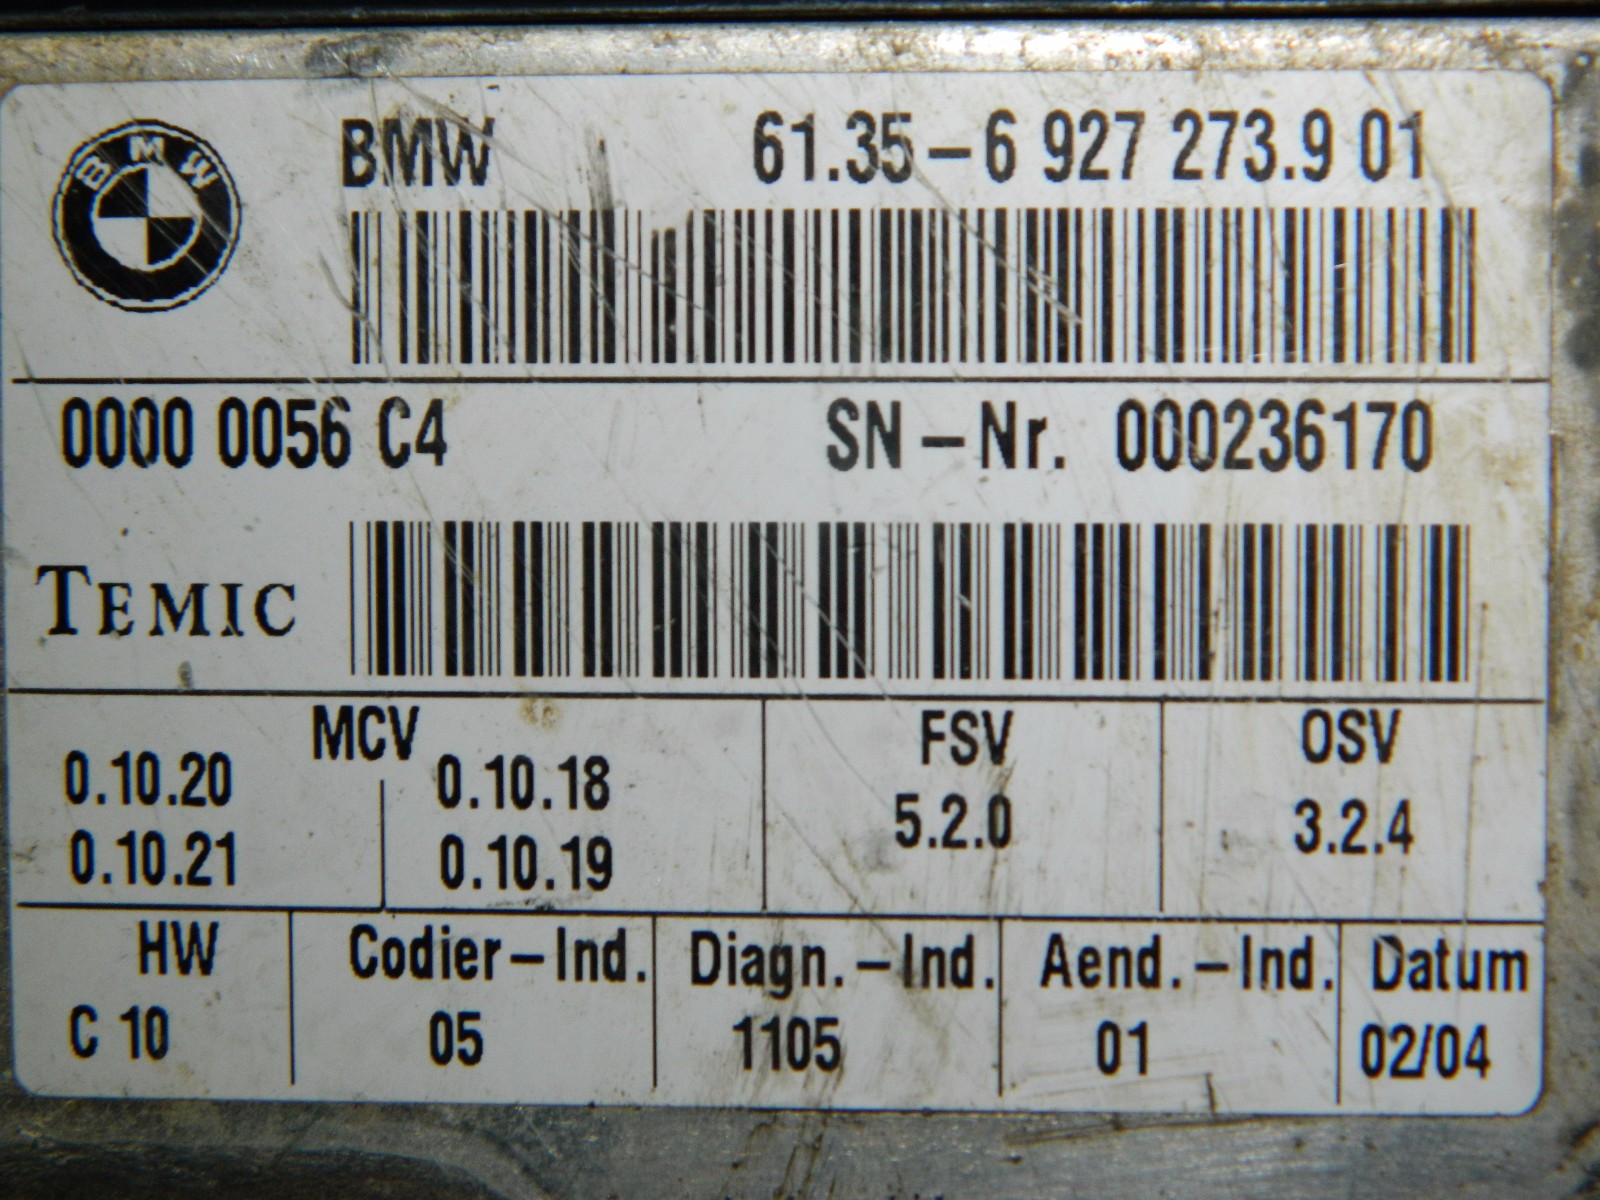 BMW
BMW 61.35-6 927 273.9 01
0000 0056 C4 SN-Nr. 000236170
TEMIC
MCV FSV OSV
0.10.20 0.10.18 5.2.0 3.2.4
0.10.21 0.10.19
HW Codier-Ind. Diagn.-Ind. Aend.-Ind. Datum
C 10 05 1105 01 02/04